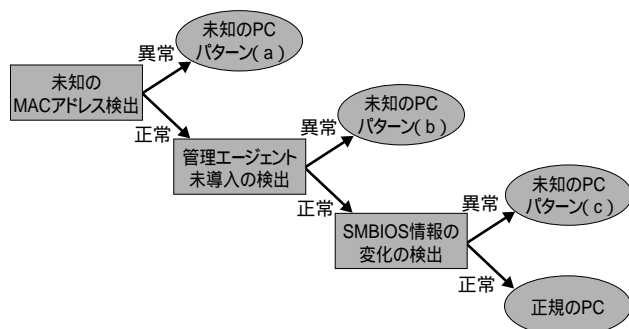 異常
未知のPC
パターン(a)
未知の
MACアドレス検出
正常
異常
未知のPC
パターン(b)
管理エージェント
未導入の検出
正常
異常
未知のPC
パターン(c)
SMBIOS情報の
変化の検出
正常
正規のPC